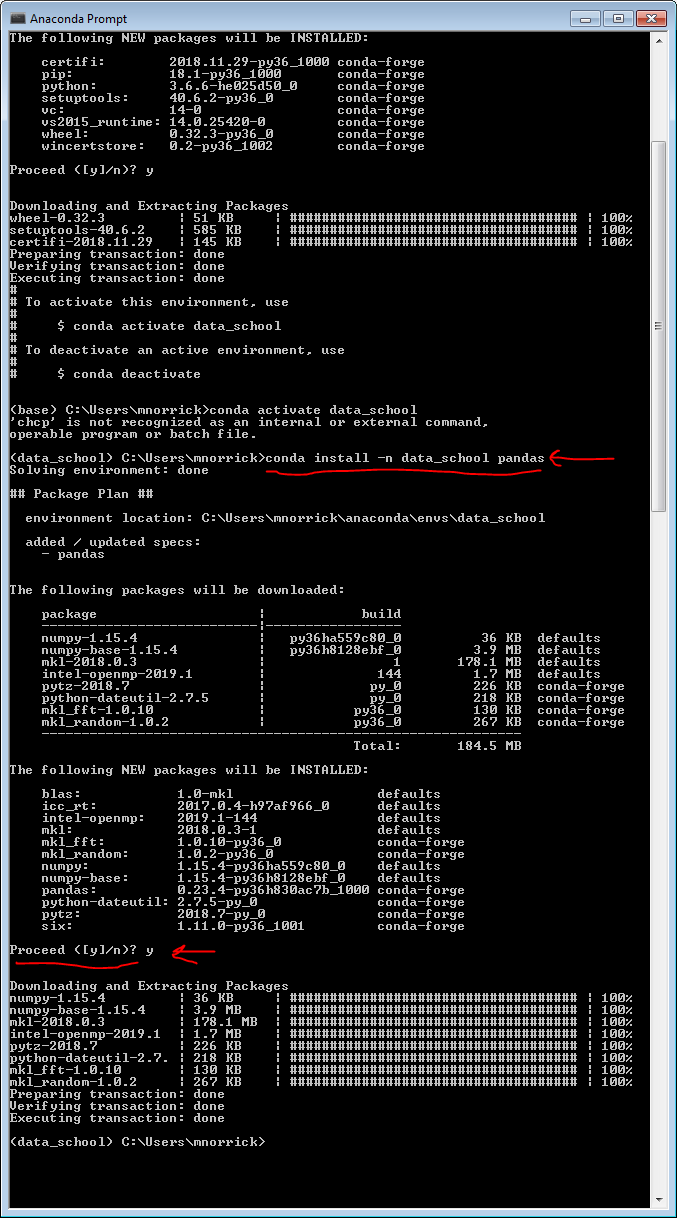 Anaconda Prompt
The following NEW packages will be INSTALLED:
certifi: 2018.11.29-py36_1000 conda-forge
pip: 18.1-py36_1000 conda-forge
python: 3.6.6-he025d50_0 conda-forge
setuptools: 40.6.2-py36_0 conda-forge
vc: 14-0 conda-forge
vs2015_runtime: 14.0.25420-0 conda-forge
wheel: 0.32.3-py36_0 conda-forge
wincertstore: 0.2-py36_1002 conda-forge
Proceed ([y]/n)? y
Downloading and Extracting Packages
wheel-0.32.3 | 51 KB | #################################### | 100%
setuptools-40.6.2 | 585 KB | #################################### | 100%
certifi-2018.11.29 | 145 KB | #################################### | 100%
Preparing transaction: done
Verifying transaction: done
Executing transaction: done
#
# To activate this environment, use
#
# $ conda activate data_school
#
# To deactivate an active environment, use
#
# $ conda deactivate
(base) C:\Users\mnorrick>conda activate data_school
'chcp' is not recognized as an internal or external command,
operable program or batch file.
(data_school) C:\Users\mnorrick>conda install -n data_school pandas
Solving environment: done
## Package Plan ##
environment location: C:\Users\mnorrick\anaconda\envs\data_school
added / updated specs:
- pandas
The following packages will be downloaded:
package | build
---------------------------|-----------------
numpy-1.15.4 | py36ha559c80_0 36 KB defaults
numpy-base-1.15.4 | py36h8128ebf_0 3.9 MB defaults
mkl-2018.0.3 | 1 178.1 MB defaults
intel-openmp-2019.1 | 144 1.7 MB defaults
pytz-2018.7 | py_0 226 KB conda-forge
python-dateutil-2.7.5 | py_0 218 KB conda-forge
mkl_fft-1.0.10 | py36_0 130 KB conda-forge
mkl_random-1.0.2 | py36_0 267 KB conda-forge
------------------------------------------------------------
Total: 184.5 MB
The following NEW packages will be INSTALLED:
blas: 1.0-mkl defaults
icc_rt: 2017.0.4-h97af966_0 defaults
intel-openmp: 2019.1-144 defaults
mkl: 2018.0.3-1 defaults
mkl_fft: 1.0.10-py36_0 conda-forge
mkl_random: 1.0.2-py36_0 conda-forge
numpy: 1.15.4-py36ha559c80_0 defaults
numpy-base: 1.15.4-py36h8128ebf_0 defaults
pandas: 0.23.4-py36h830ac7b_1000 conda-forge
python-dateutil: 2.7.5-py_0 conda-forge
pytz: 2018.7-py_0 conda-forge
six: 1.11.0-py36_1001 conda-forge
Proceed ([y]/n)? y
Downloading and Extracting Packages
numpy-1.15.4 | 36 KB | #################################### | 100%
numpy-base-1.15.4 | 3.9 MB | #################################### | 100%
mkl-2018.0.3 | 178.1 MB | #################################### | 100%
intel-openmp-2019.1 | 1.7 MB | #################################### | 100%
pytz-2018.7 | 226 KB | #################################### | 100%
python-dateutil-2.7. | 218 KB | #################################### | 100%
mkl_fft-1.0.10 | 130 KB | #################################### | 100%
mkl_random-1.0.2 | 267 KB | #################################### | 100%
Preparing transaction: done
Verifying transaction: done
Executing transaction: done
(data_school) C:\Users\mnorrick>